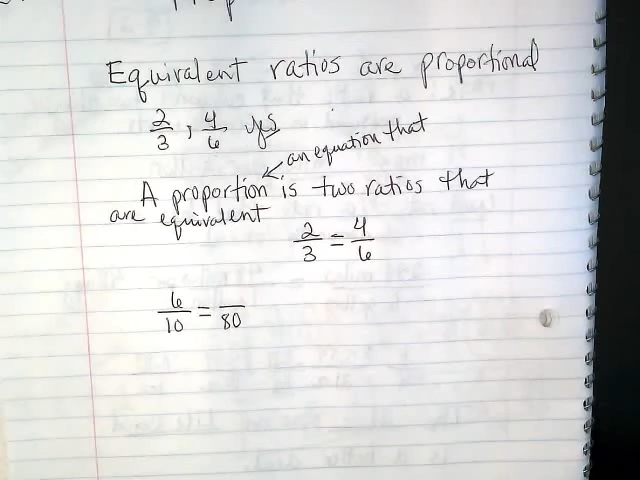 Equivalent ratios are proportional
2/3, 4/6 yes
an equation that
A proportion is two ratios that
are equivalent
2/3 = 4/6
6/10 = /80